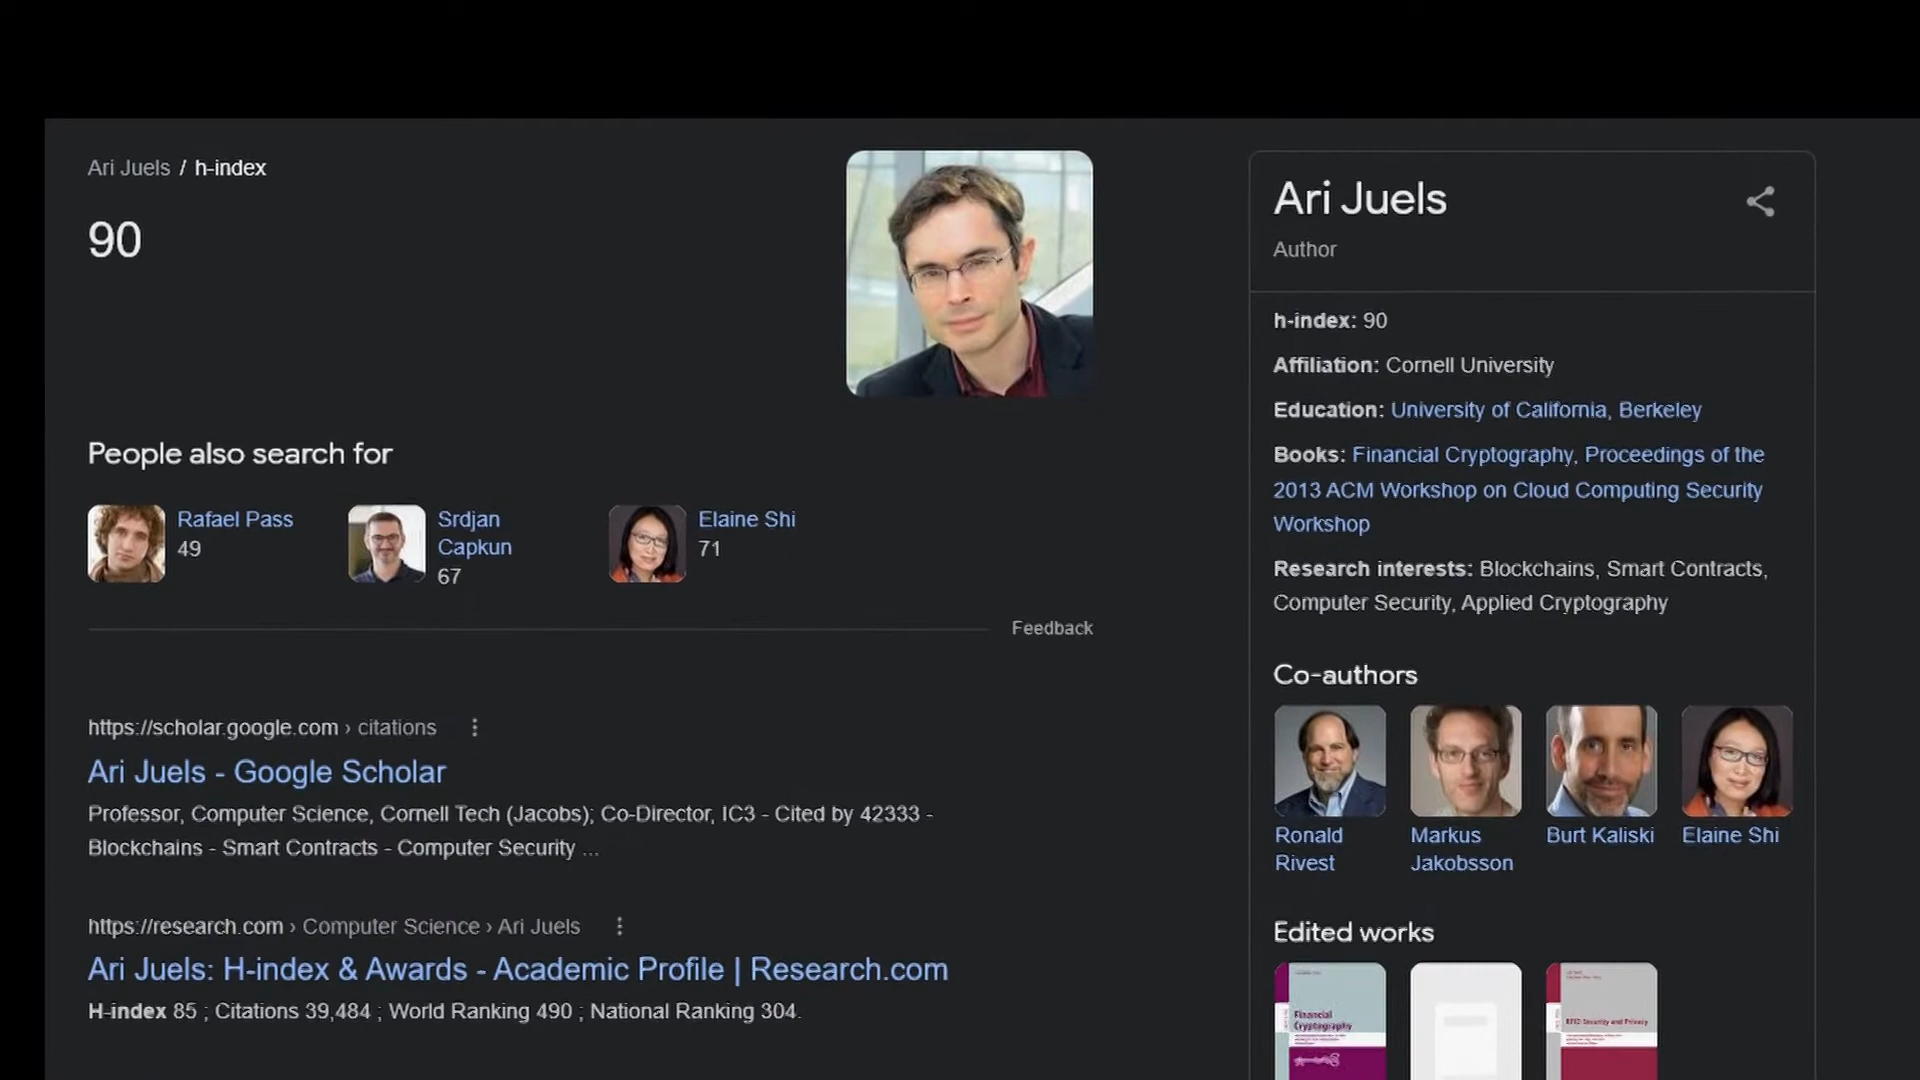 Ari Juels / h-index
90
People also search for
Rafael Pass
49
Srdjan
Capkun
67
Elaine Shi
71
Feedback
https://scholar.google.com › citations
Ari Juels - Google Scholar
Professor, Computer Science, Cornell Tech (Jacobs); Co-Director, IC3 - Cited by 42333 -
Blockchains - Smart Contracts - Computer Security ...
https://research.com › Computer Science › Ari Juels
Ari Juels: H-index & Awards - Academic Profile | Research.com
H-index 85 ; Citations 39,484 ; World Ranking 490 ; National Ranking 304.
Ari Juels
Author
h-index: 90
Affiliation: Cornell University
Education: University of California, Berkeley
Books: Financial Cryptography, Proceedings of the
2013 ACM Workshop on Cloud Computing Security
Workshop
Research interests: Blockchains, Smart Contracts,
Computer Security, Applied Cryptography
Co-authors
Ronald
Rivest
Markus
Jakobsson
Burt Kaliski
Elaine Shi
Edited works
Financial
Cryptography
RFID Security and Privacy